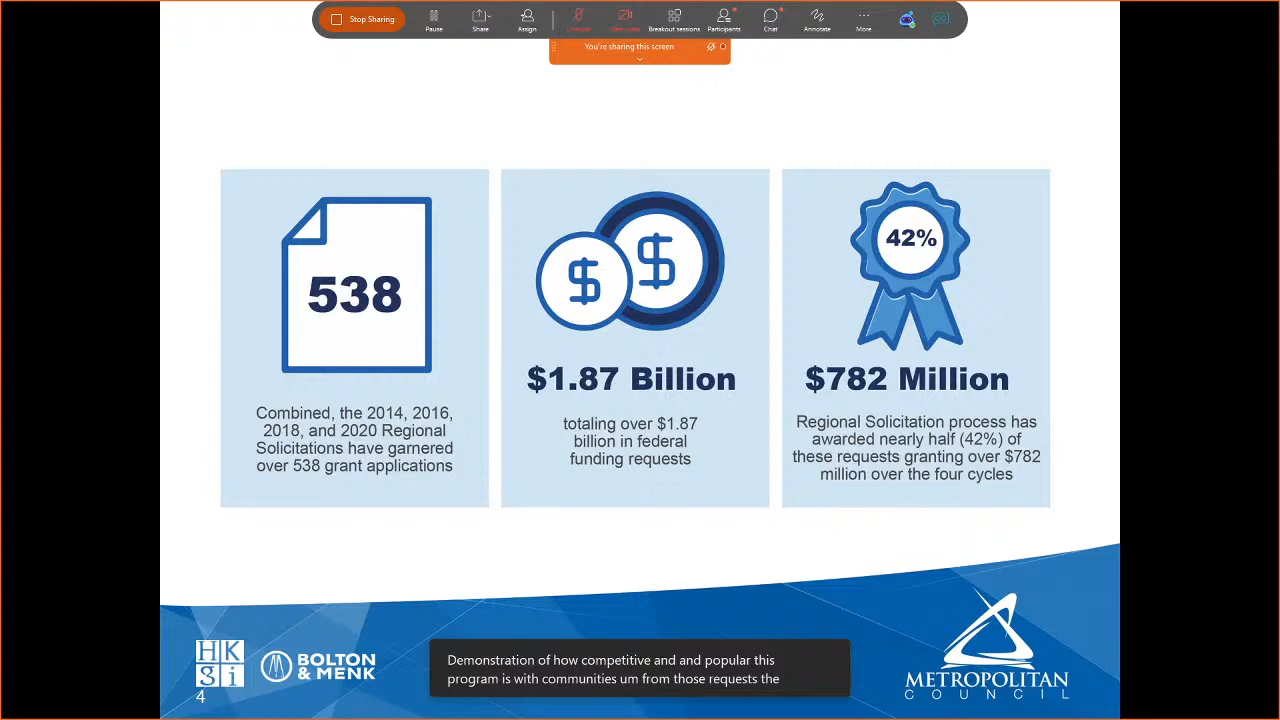 Stop Sharing
Pause
Share
Assign
Breakout sessions
Participants
Chat
Annotate
More
You're sharing this screen
538
Combined, the 2014, 2016,
2018, and 2020 Regional
Solicitations have garnered
over 538 grant applications
$ $
$1.87 Billion
totaling over $1.87
billion in federal
funding requests
42%
$782 Million
Regional Solicitation process has
awarded nearly half (42%) of
these requests granting over $782
million over the four cycles
HK
gi
BOLTON
& MENK
4
Demonstration of how competitive and and popular this
program is with communities um from those requests the
METROPOLITAN
COUNCIL